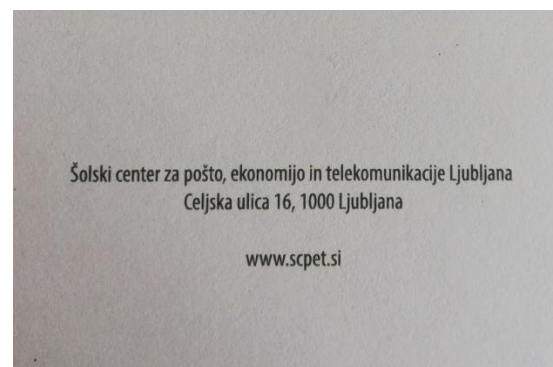 Šolski center za pošto, ekonomijo in telekomunikacije Ljubljana
Celjska ulica 16, 1000 Ljubljana
www.scpet.si